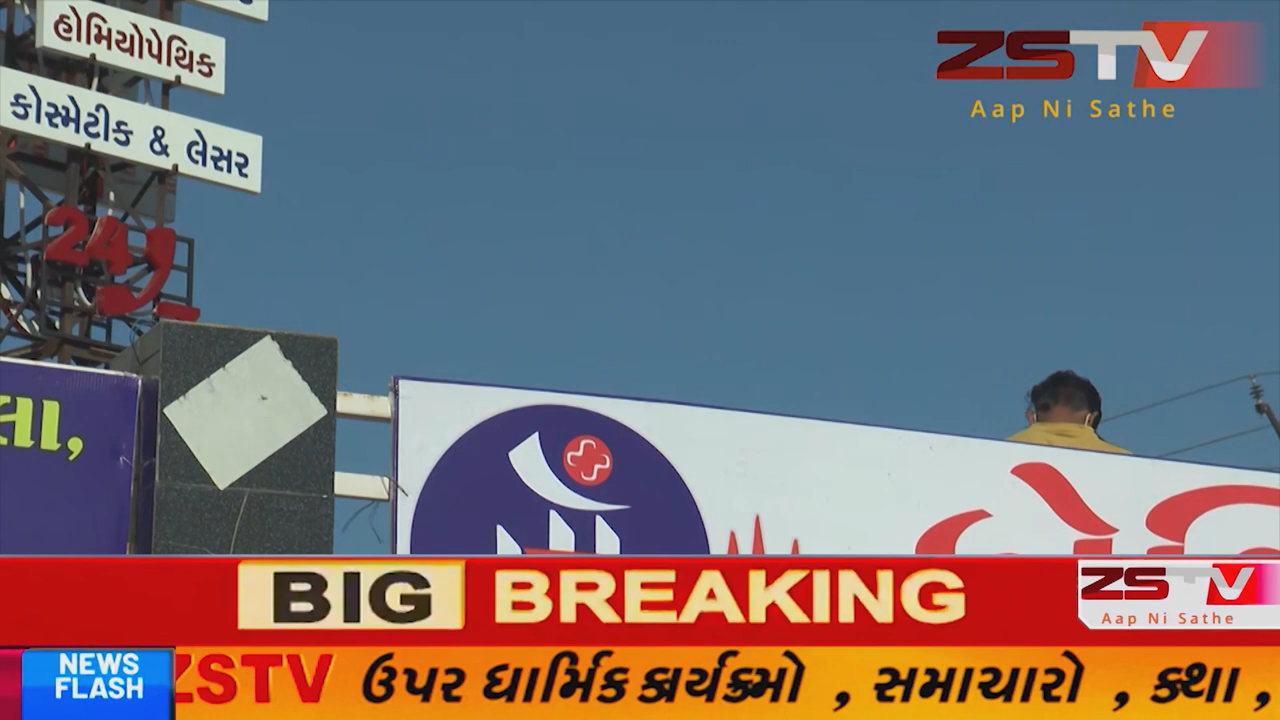 હોમિયોપેથિક
કોસ્મેટીક & લેસર
24
ZSTV
Aap Ni Sathe
લા,
BIG BREAKING
ZSTV
Aap Ni Sathe
NEWS FLASH
ZSTV ઉપર ધાર્મિક કાર્યક્રમો , સમાચારો , કથા ,